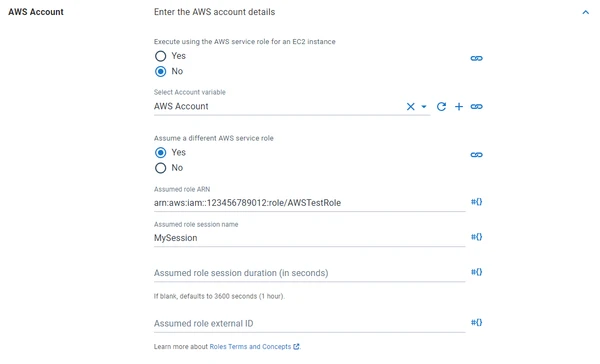 AWS Account
Enter the AWS account details
Execute using the AWS service role for an EC2 instance
Yes
No
Select Account variable
AWS Account
Assume a different AWS service role
Yes
No
Assumed role ARN
arn:aws:iam::123456789012:role/AWSTestRole
#{}
Assumed role session name
MySession
#{}
Assumed role session duration (in seconds)
#{}
If blank, defaults to 3600 seconds (1 hour).
Assumed role external ID
#{}
Learn more about Roles Terms and Concepts.